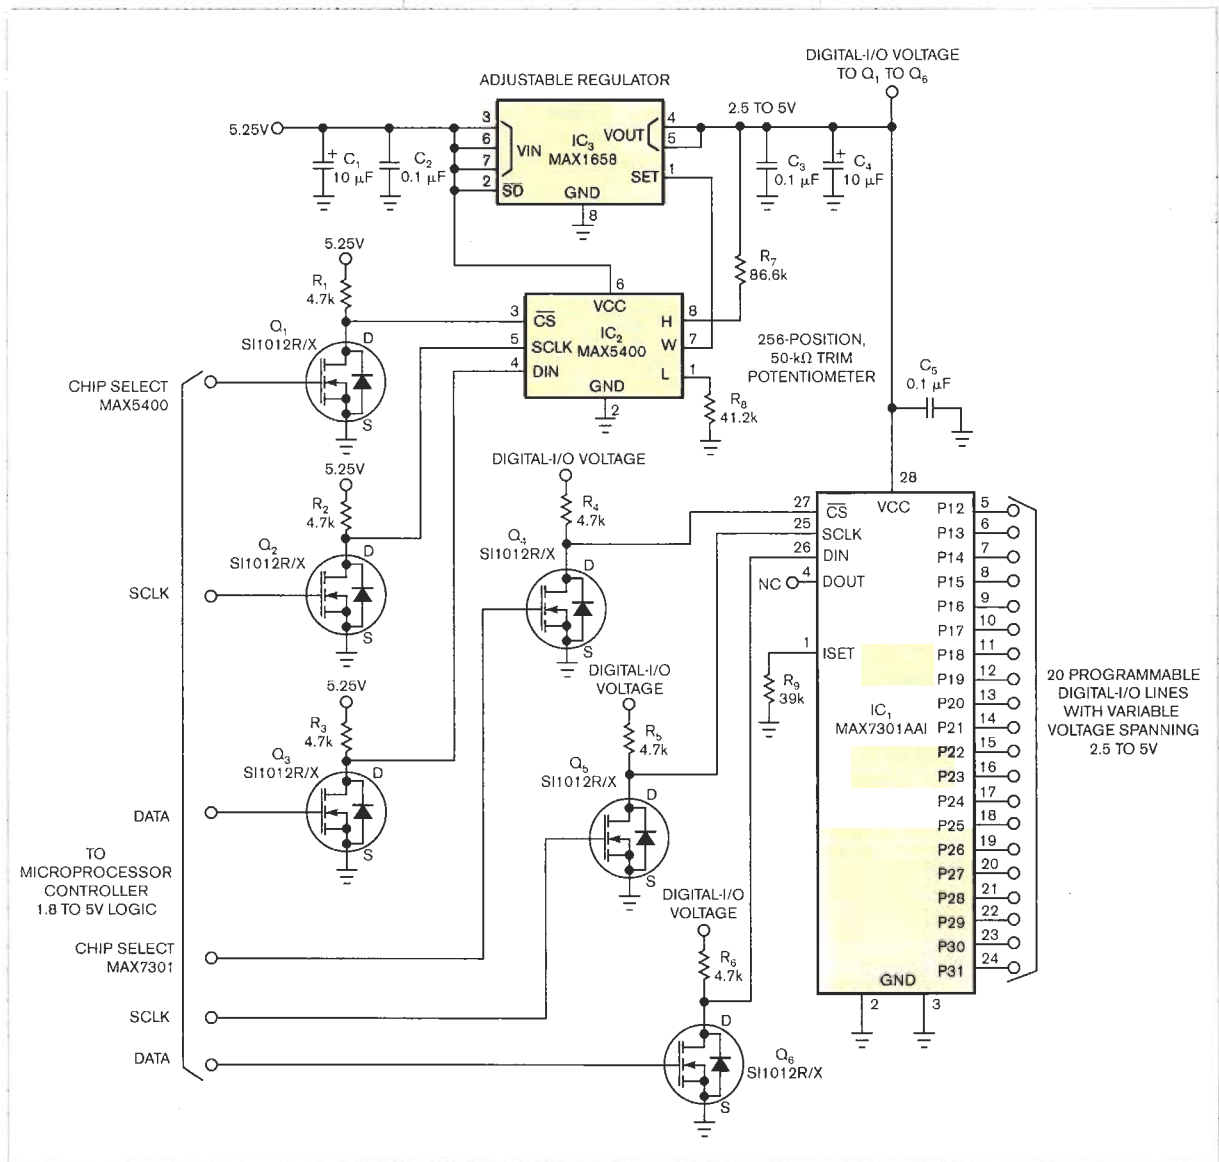 DIGITAL-I/O VOLTAGE
TO Q1 TO Q6
ADJUSTABLE REGULATOR
2.5 TO 5V
5.25V
3
6
7
2
VIN
SD
IC3
MAX1658
VOUT
SET
GND
4
5
1
8
C1
10 µF
C2
0.1 µF
C3
0.1 µF
C4
10 µF
5.25V
R1
4.7k
Q1
SI1012R/X
D
S
CHIP SELECT
MAX5400
R7
86.6k
6
VCC
3
CS
5
SCLK
4
DIN
IC2
MAX5400
GND
2
H
8
W
7
L
1
256-POSITION,
50-kΩ TRIM
POTENTIOMETER
R8
41.2k
C5
0.1 µF
5.25V
R2
4.7k
Q2
SI1012R/X
D
S
SCLK
DIGITAL-I/O VOLTAGE
R4
4.7k
Q4
SI1012R/X
D
S
5.25V
R3
4.7k
Q3
SI1012R/X
D
S
DATA
DIGITAL-I/O
VOLTAGE
R5
4.7k
Q5
SI1012R/X
D
S
TO
MICROPROCESSOR
CONTROLLER
1.8 TO 5V LOGIC
CHIP SELECT
MAX7301
SCLK
DATA
DIGITAL-I/O
VOLTAGE
R6
4.7k
D
Q6
SI1012R/X
S
28
VCC
27
CS
25
SCLK
26
DIN
NC
4
DOUT
1
ISET
R9
39k
IC1
MAX7301AAI
GND
2
3
P12 5
P13 6
P14 7
P15 8
P16 9
P17 10
P18 11
P19 12
P20 13
P21 14
P22 15
P23 16
P24 17
P25 18
P26 19
P27 20
P28 21
P29 22
P30 23
P31 24
20 PROGRAMMABLE
DIGITAL-I/O LINES
WITH VARIABLE
VOLTAGE SPANNING
2.5 TO 5V